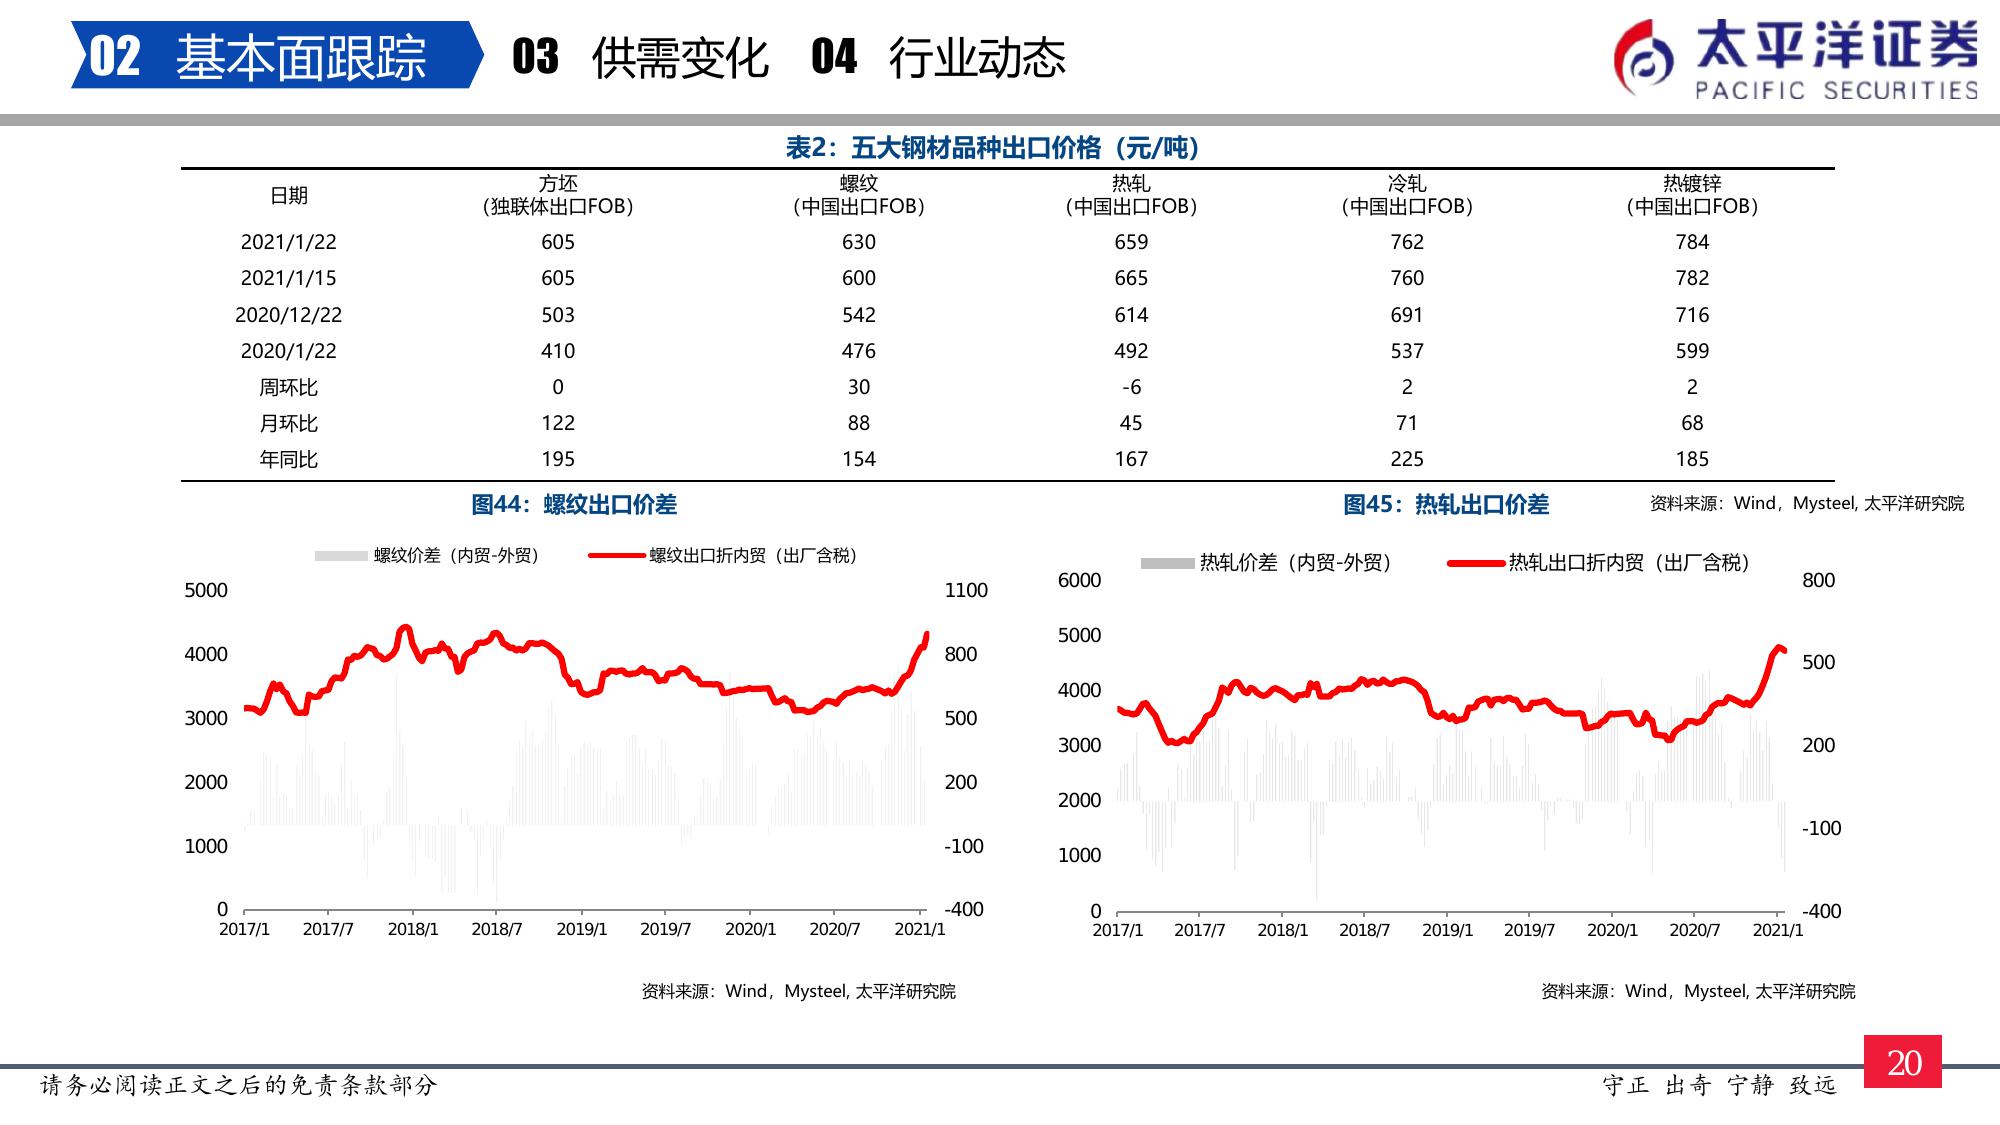 02 基本面跟踪 03 供需变化 04 行业动态
太平洋证券
PACIFIC SECURITIES
表2：五大钢材品种出口价格（元/吨）
日期 方坯 螺纹 热轧 冷轧 热镀锌
（独联体出口FOB） （中国出口FOB） （中国出口FOB） （中国出口FOB） （中国出口FOB）
2021/1/22 605 630 659 762 784
2021/1/15 605 600 665 760 782
2020/12/22 503 542 614 691 716
2020/1/22 410 476 492 537 599
周环比 0 30 -6 2 2
月环比 122 88 45 71 68
年同比 195 154 167 225 185
图44：螺纹出口价差
图45：热轧出口价差
资料来源：Wind，Mysteel, 太平洋研究院
螺纹价差（内贸-外贸） 螺纹出口折内贸（出厂含税）
5000 1100
4000 800
3000 500
2000 200
1000 -100
0 -400
2017/1 2017/7 2018/1 2018/7 2019/1 2019/7 2020/1 2020/7 2021/1
资料来源：Wind，Mysteel, 太平洋研究院
热轧价差（内贸-外贸） 热轧出口折内贸（出厂含税）
6000 800
5000 500
4000 200
3000 -100
2000 -400
1000
0
2017/1 2017/7 2018/1 2018/7 2019/1 2019/7 2020/1 2020/7 2021/1
资料来源：Wind，Mysteel, 太平洋研究院
20
请务必阅读正文之后的免责条款部分
守正 出奇 宁静 致远